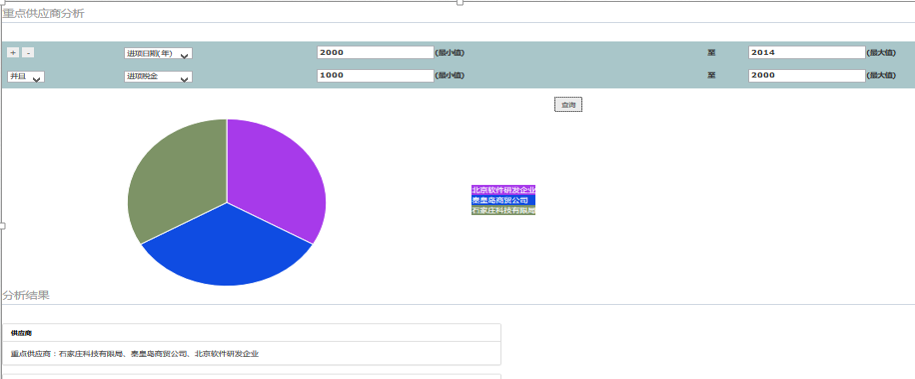 重点供应商分析
+ - 进项日期(年) 2000 (最小值) 至 2014 (最大值)
并且 进项税金 1000 (最小值) 至 2000 (最大值)
查询
北京软件研发企业
秦皇岛商贸公司
石家庄科技有限局
分析结果
供应商
重点供应商：石家庄科技有限局、秦皇岛商贸公司、北京软件研发企业